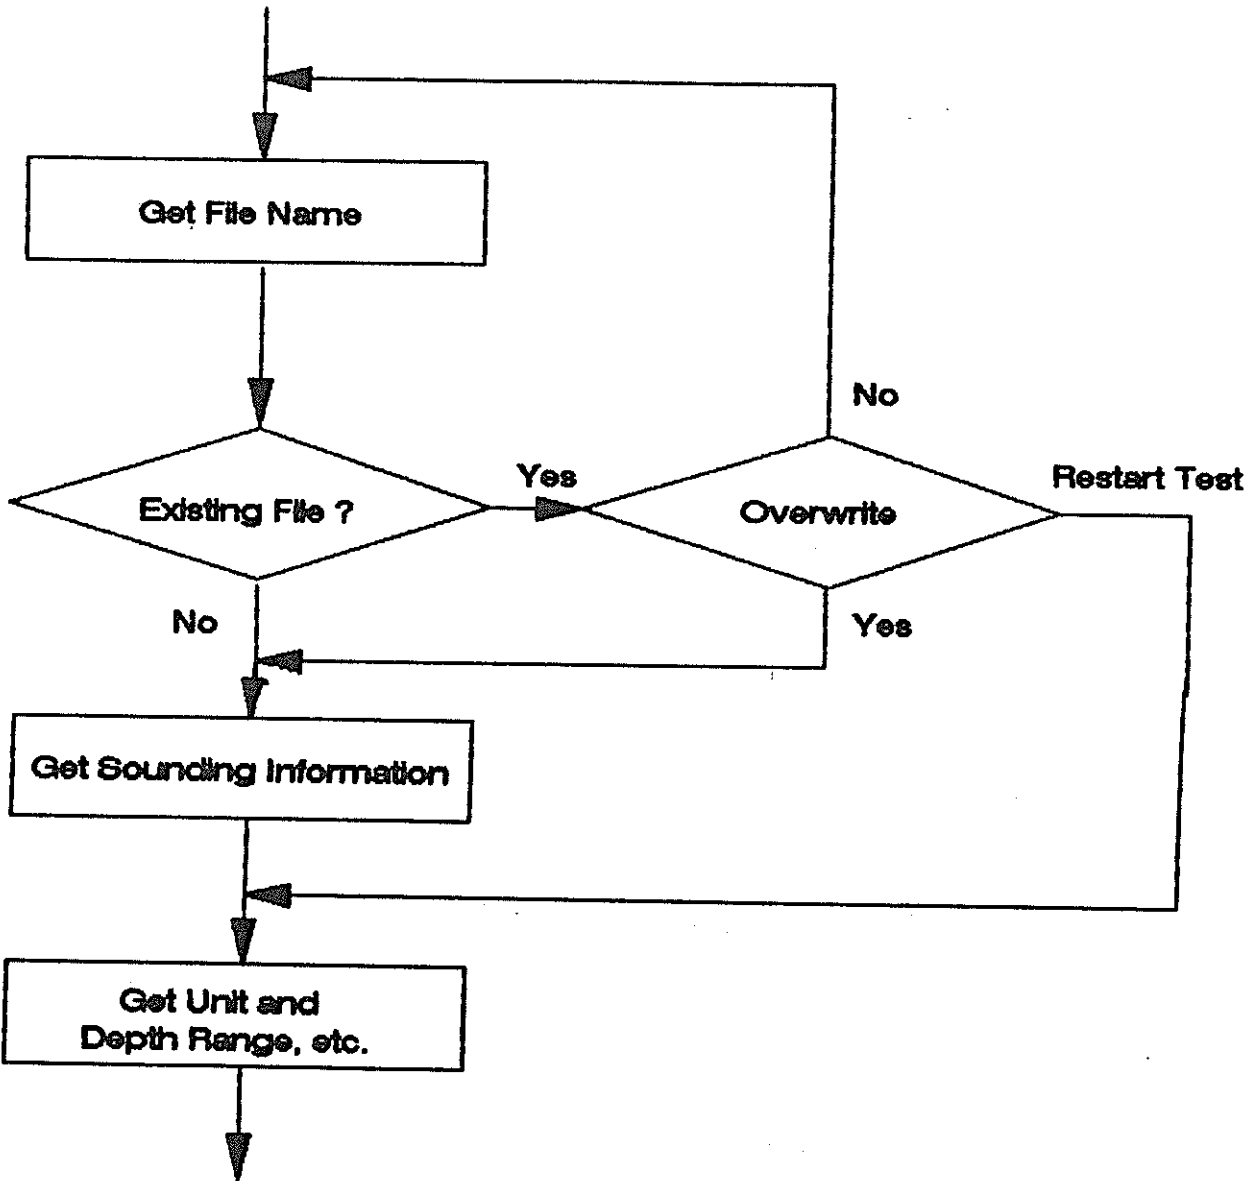 Get File Name
No
Existing File ?
Yes
Overwrite
Restart Test
No
Yes
Get Sounding Information
Get Unit and
Depth Range, etc.